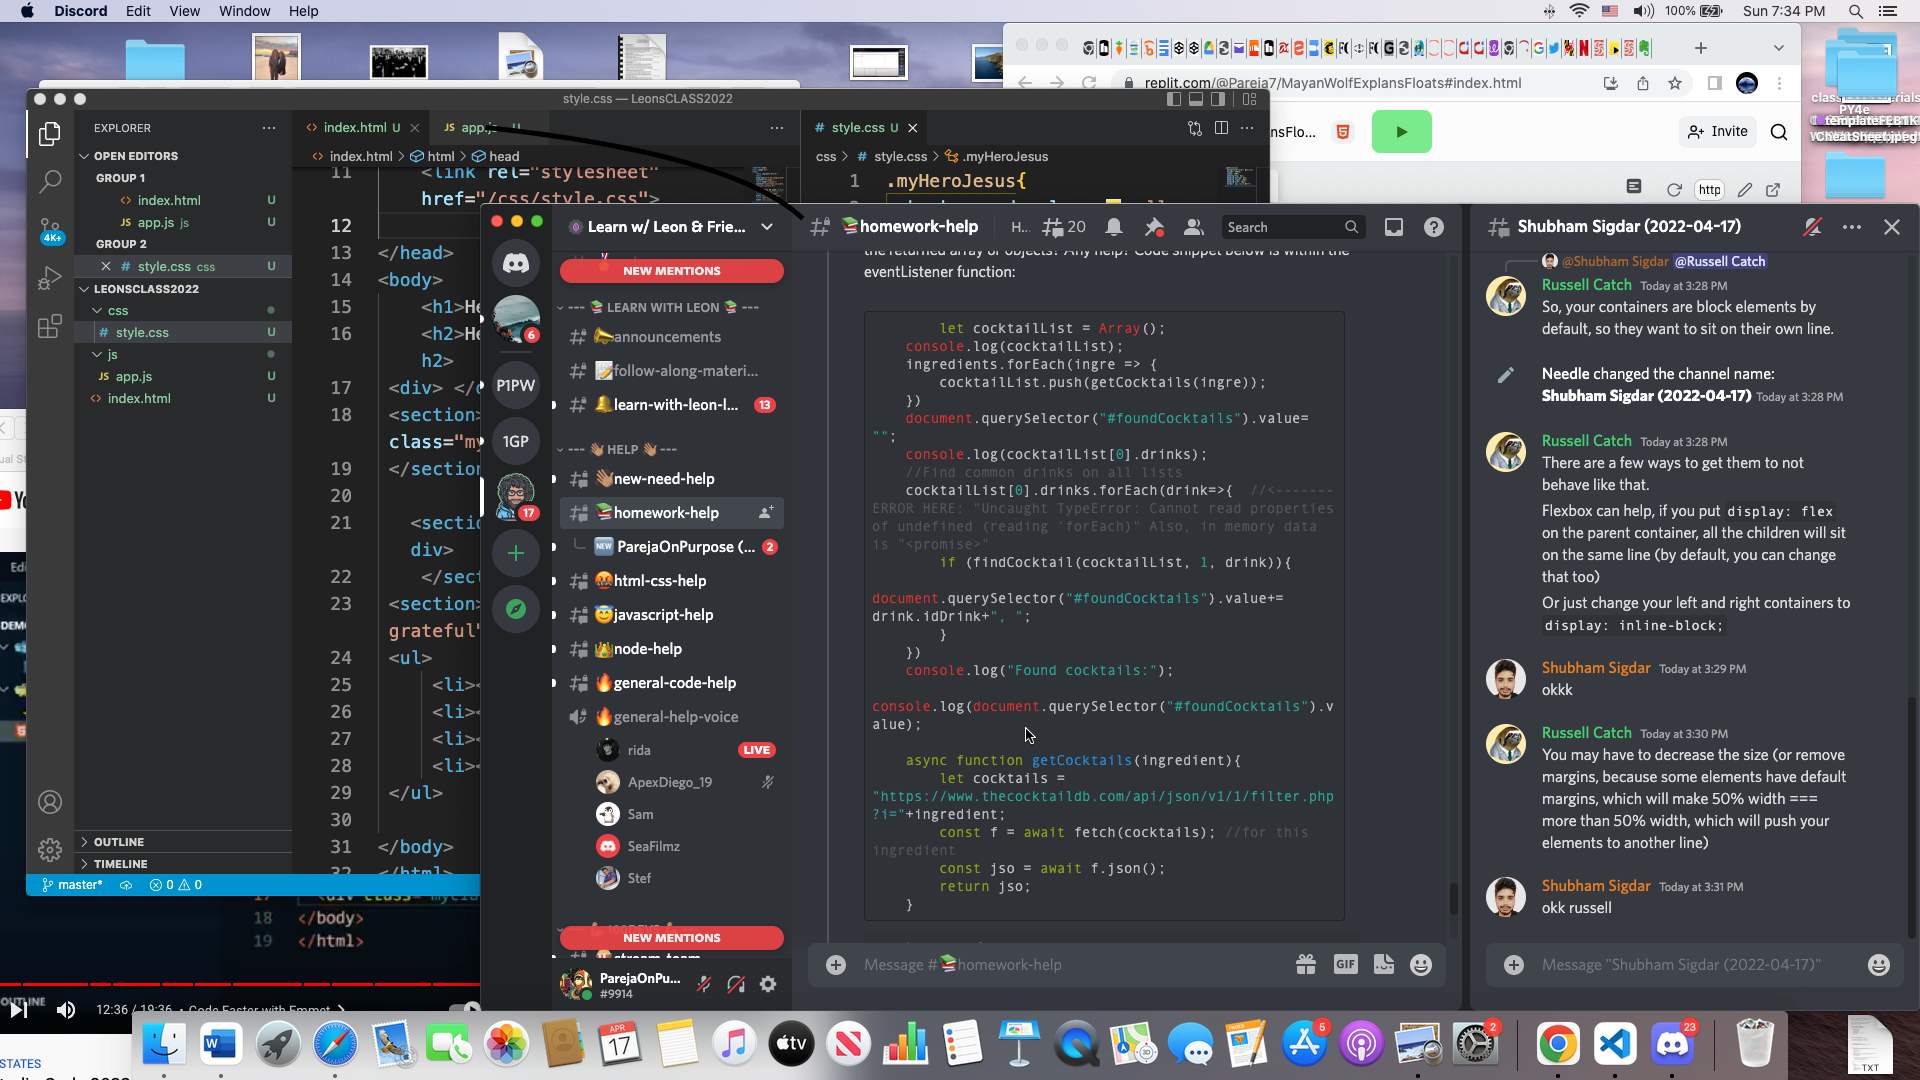 Discord Edit View Window Help
100% Sun 7:34 PM
replit.com/@Pareja7/MayanWolfExplansFloats#index.html
style.css — LeonsCLASS2022
nsFlo...
Invite
http
PY4e
CheatSheet.jpeg
EXPLORER
OPEN EDITORS
GROUP 1
index.html U
JS app.js js U
GROUP 2
# style.css css U
LEONSCLASS2022
css
# style.css U
js
JS app.js U
index.html U
OUTLINE
TIMELINE
master* 0 0
4K+
index.html U
JS app.js U
index.html > html > head
11 <link rel="stylesheet"
href="/css/style.css">
12
13 </head>
14 <body>
15 <h1>He
16 <h2>He
h2>
17 <div> </d
18 <section
class="my
19 </section
20
21 <secti
div>
22 </sect
23 <section
grateful"
24 <ul>
25 <li><
26 <li><
27 <li><
28 <li><
29 </ul>
30
31 </body>
32 </html>
# style.css U
css > # style.css > .myHeroJesus
1 .myHeroJesus{
18 </body>
19 </html>
12:36 / 19:36 • Code Faster with Emmet
STATES
P1PW
1GP
6
17
Learn w/ Leon & Frie...
NEW MENTIONS
--- 📚 LEARN WITH LEON 📚 ---
📣announcements
📝follow-along-materi...
🔔learn-with-leon-l... 13
--- 👋🏽 HELP 👋🏽 ---
👋🏽new-need-help
📚homework-help
NEW ParejaOnPurpose (... 2
html-css-help
javascript-help
node-help
🔥general-code-help
🔥general-help-voice
rida LIVE
ApexDiego_19
Sam
SeaFilmz
Stef
NEW MENTIONS
stream-team
ParejaOnPu...
#9914
📚homework-help H... 20 Search
the returned array of objects? Any help? Code snippet below is within the
eventListener function:
let cocktailList = Array();
console.log(cocktailList);
ingredients.forEach(ingre => {
cocktailList.push(getCocktails(ingre));
})
document.querySelector("#foundCocktails").value=
"";
console.log(cocktailList[0].drinks);
//Find common drinks on all lists
cocktailList[0].drinks.forEach(drink=>{ //<-------
ERROR HERE: "Uncaught TypeError: Cannot read properties
of undefined (reading 'forEach)" Also, in memory data
is "<promise>"
if (findCocktail(cocktailList, 1, drink)){
document.querySelector("#foundCocktails").value+=
drink.idDrink+", ";
}
})
console.log("Found cocktails:");
console.log(document.querySelector("#foundCocktails").v
alue);
async function getCocktails(ingredient){
let cocktails =
"https://www.thecocktaildb.com/api/json/v1/1/filter.php
?i="+ingredient;
const f = await fetch(cocktails); //for this
ingredient
const jso = await f.json();
return jso;
}
Message #📚homework-help
GIF
Shubham Sigdar (2022-04-17)
@Shubham Sigdar @Russell Catch
Russell Catch Today at 3:28 PM
So, your containers are block elements by
default, so they want to sit on their own line.
Needle changed the channel name:
Shubham Sigdar (2022-04-17) Today at 3:28 PM
Russell Catch Today at 3:28 PM
There are a few ways to get them to not
behave like that.
Flexbox can help, if you put display: flex
on the parent container, all the children will sit
on the same line (by default, you can change
that too)
Or just change your left and right containers to
display: inline-block;
Shubham Sigdar Today at 3:29 PM
okkk
Russell Catch Today at 3:30 PM
You may have to decrease the size (or remove
margins, because some elements have default
margins, which will make 50% width ===
more than 50% width, which will push your
elements to another line)
Shubham Sigdar Today at 3:31 PM
okk russell
Message "Shubham Sigdar (2022-04-17)"
APR
17
tv
5
2
23
TXT